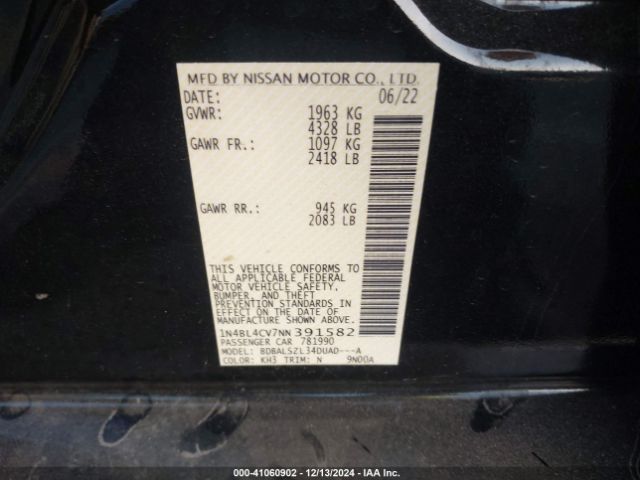 MFD BY NISSAN MOTOR CO., LTD.
DATE: 06/22
GVWR: 1963 KG
4328 LB
GAWR FR.: 1097 KG
2418 LB
GAWR RR.: 945 KG
2083 LB
THIS VEHICLE CONFORMS TO
ALL APPLICABLE FEDERAL
MOTOR VEHICLE SAFETY,
BUMPER, AND THEFT
PREVENTION STANDARDS IN
EFFECT ON THE DATE OF
MANUFACTURE SHOWN ABOVE.
1N4BL4CV7NN391582
PASSENGER CAR 781990
MODEL: BDBALSZL34DUAD---A
COLOR: KH3 TRIM: N 9N00A
000-41060902 - 12/13/2024 - IAA Inc.